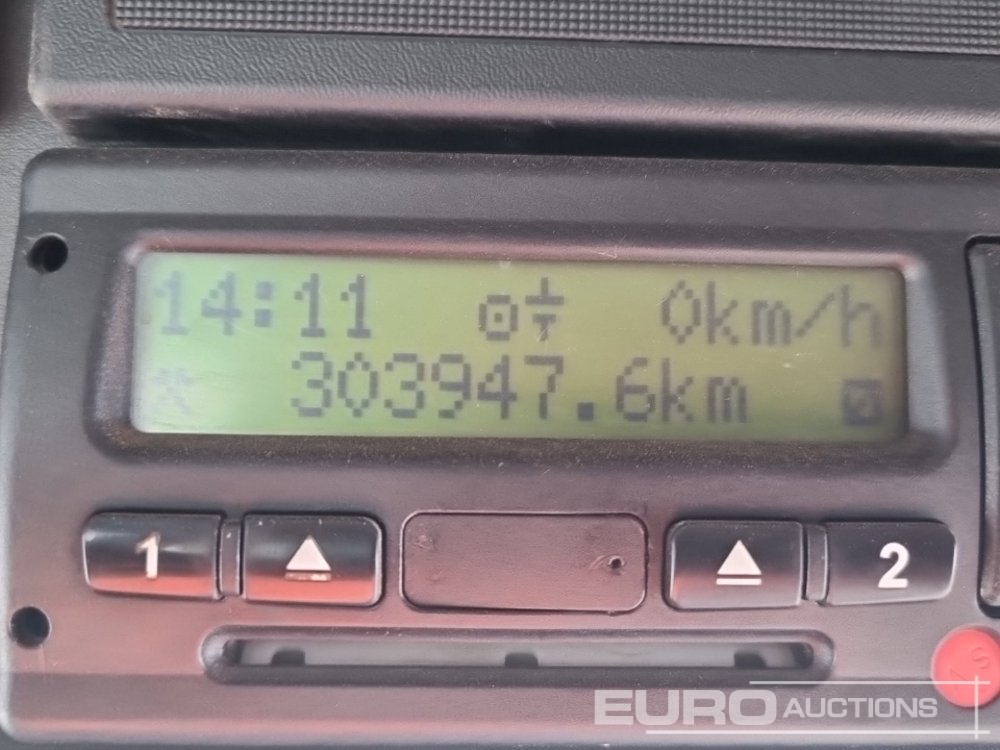 14:11 0km/h
303947.6km
1 2
EURO AUCTIONS